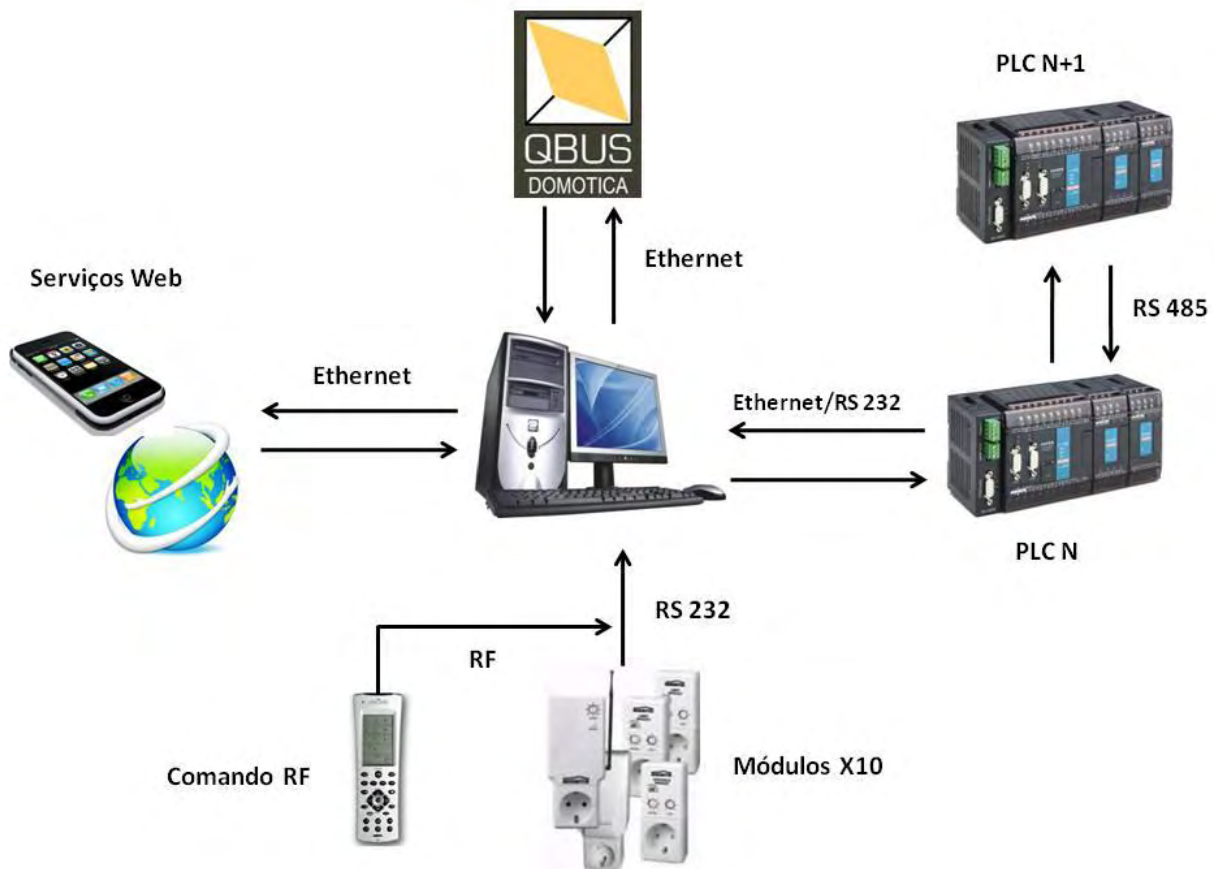 QBUS
DOMOTICA
PLC N+1
Ethernet
Serviços Web
RS 485
Ethernet
Ethernet/RS 232
PLC N
RS 232
RF
Comando RF
Módulos X10